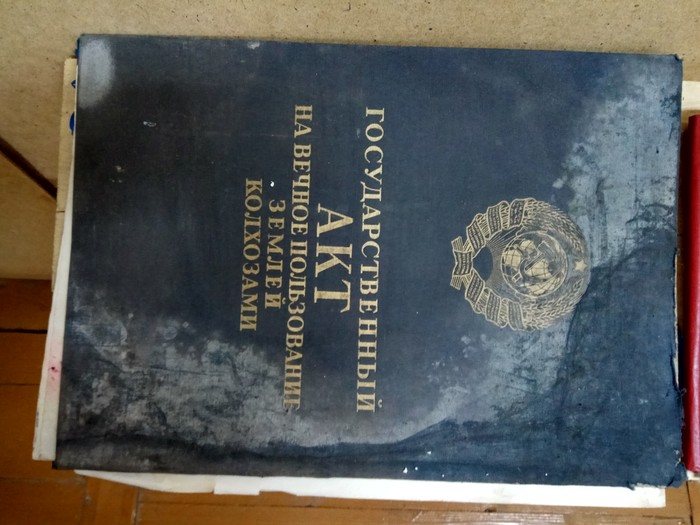 ГОСУДАРСТВЕННЫЙ
АКТ
НА ВЕЧНОЕ ПОЛЬЗОВАНИЕ
ЗЕМЛЕЙ
КОЛХОЗАМИ